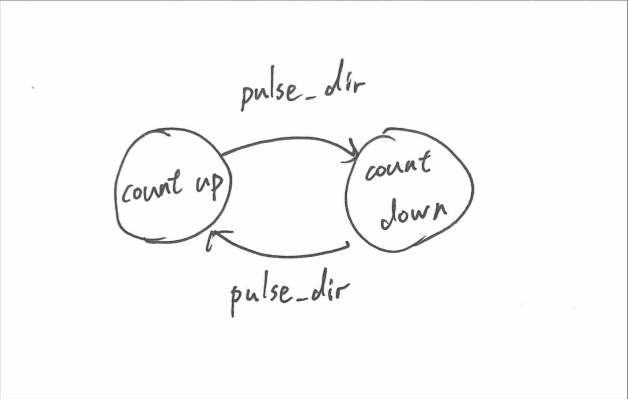 pulse_dir
count up
count
down
pulse_dir